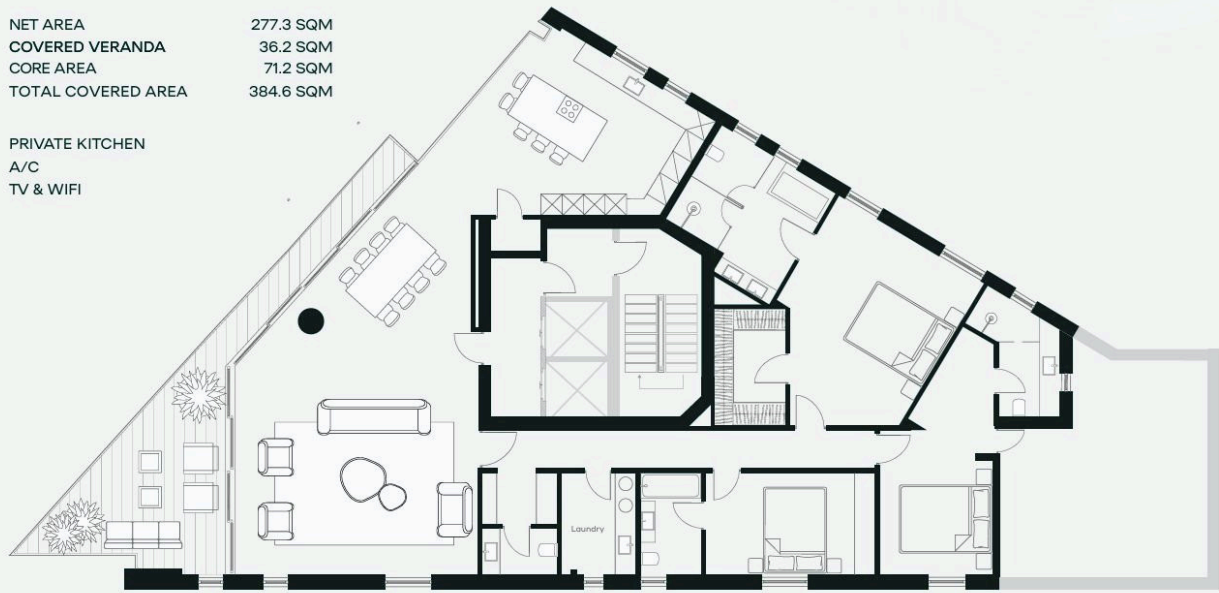 NET AREA 277.3 SQM
COVERED VERANDA 36.2 SQM
CORE AREA 71.2 SQM
TOTAL COVERED AREA 384.6 SQM
PRIVATE KITCHEN
A/C
TV & WIFI
Laundry